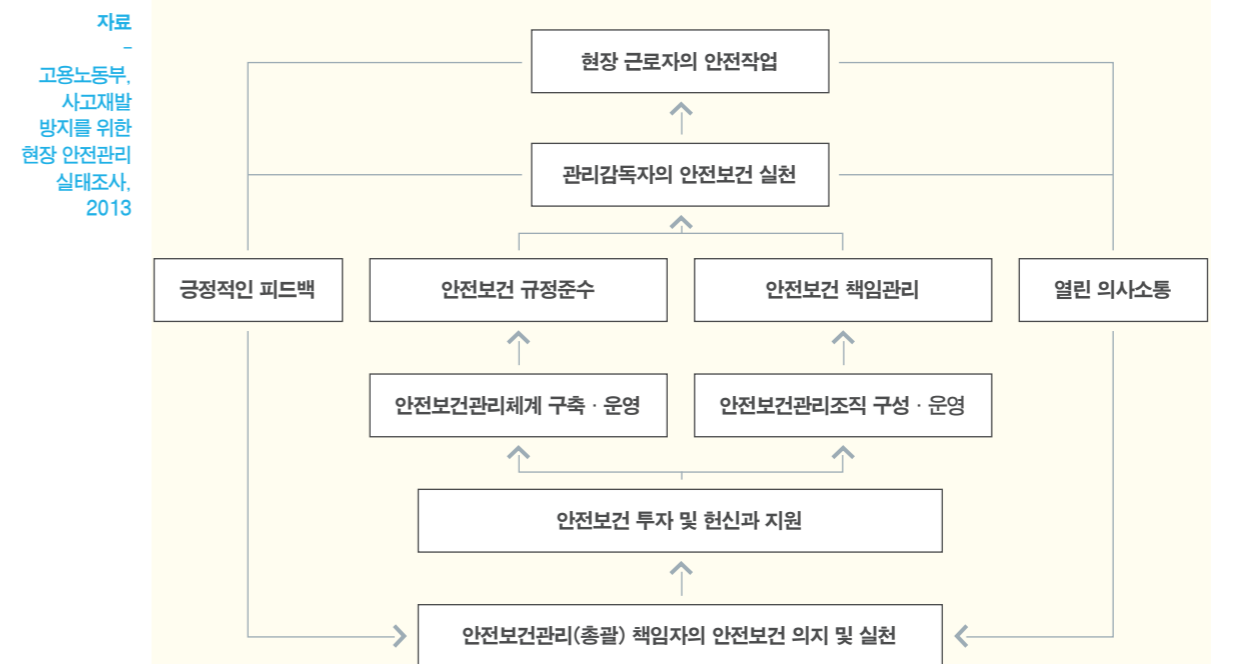 자료
–
고용노동부,
사고재발
방지를 위한
현장 안전관리
실태조사,
2013
현장 근로자의 안전작업
관리감독자의 안전보건 실천
긍정적인 피드백
안전보건 규정준수
안전보건 책임관리
열린 의사소통
안전보건관리체계 구축 · 운영
안전보건관리조직 구성 · 운영
안전보건 투자 및 헌신과 지원
안전보건관리(총괄) 책임자의 안전보건 의지 및 실천